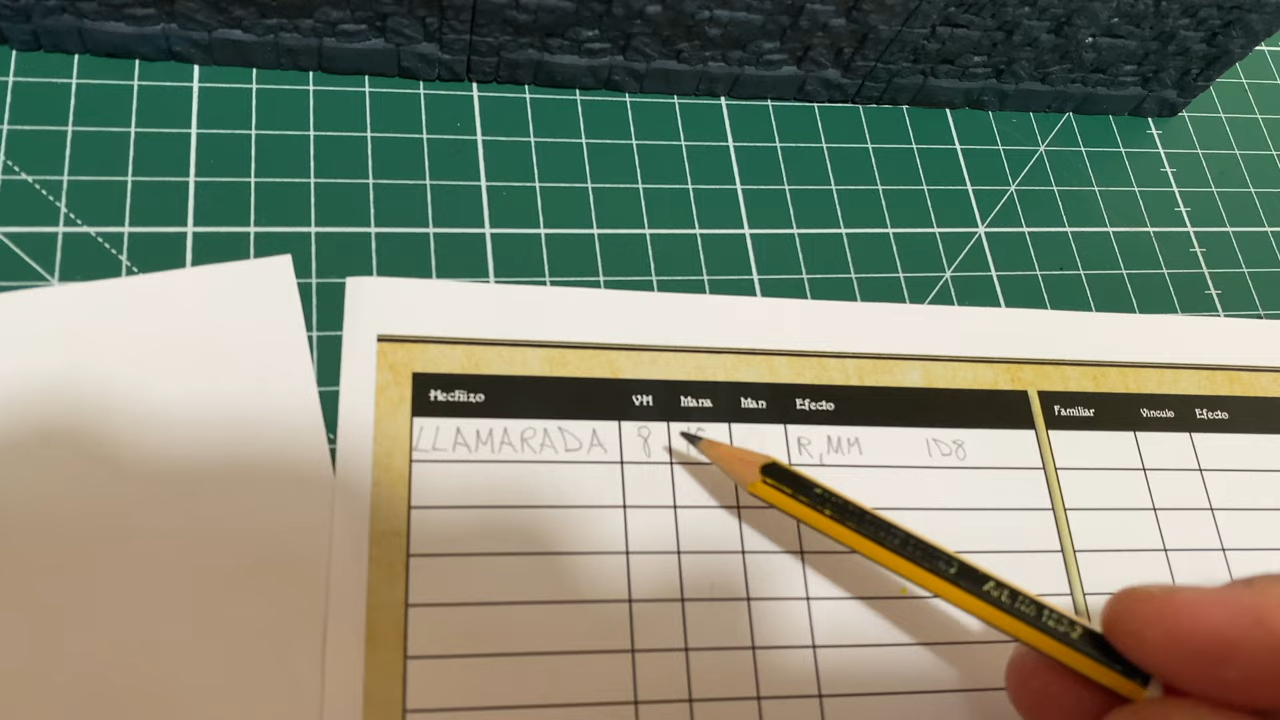 Hechizo VM Mana Man Efecto
Familiar Vinculo Efecto
LLAMARADA 8 R,MM 1D8